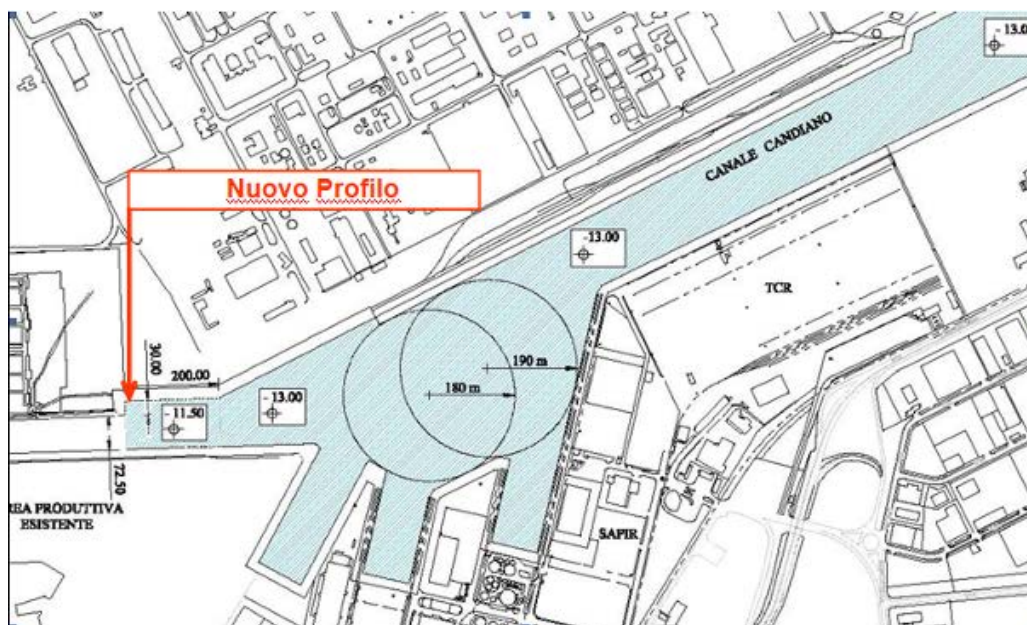 - 13.0
CANALE CANDIANO
Nuovo Profilo
-13.00
TCR
30.00
200.00
190 m
180 m
- 13.00
- 11.50
72.50
REA PRODUTTIVA
ESISTENTE
SAPIR